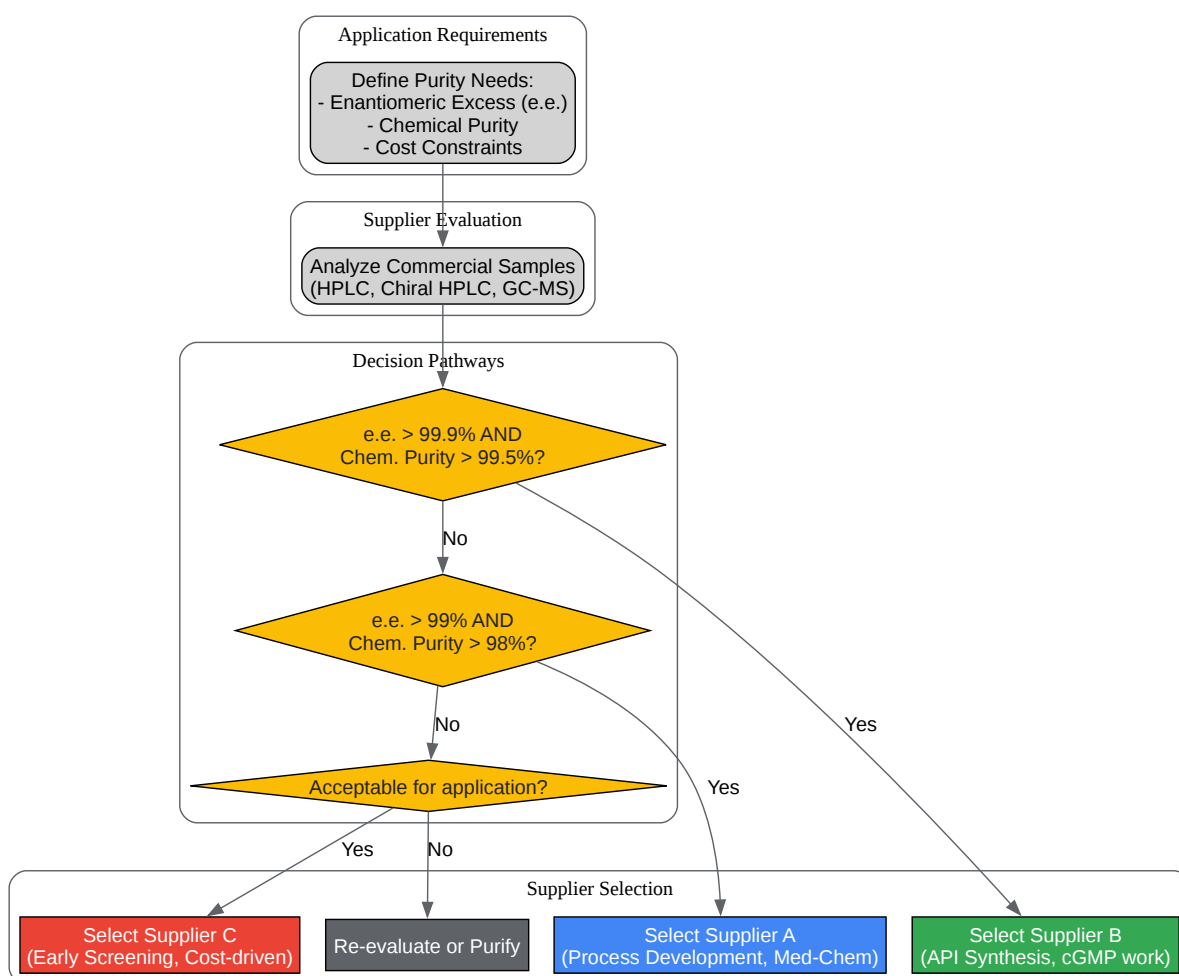 Application Requirements
Define Purity Needs:
- Enantiomeric Excess (e.e.)
- Chemical Purity
- Cost Constraints
Supplier Evaluation
Analyze Commercial Samples
(HPLC, Chiral HPLC, GC-MS)
Decision Pathways
e.e. > 99.9% AND
Chem. Purity > 99.5%?
No
e.e. > 99% AND
Chem. Purity > 98%?
No
Yes
Acceptable for application?
Yes
Yes
No
Supplier Selection
Select Supplier C
(Early Screening, Cost-driven)
Re-evaluate or Purify
Select Supplier A
(Process Development, Med-Chem)
Select Supplier B
(API Synthesis, cGMP work)